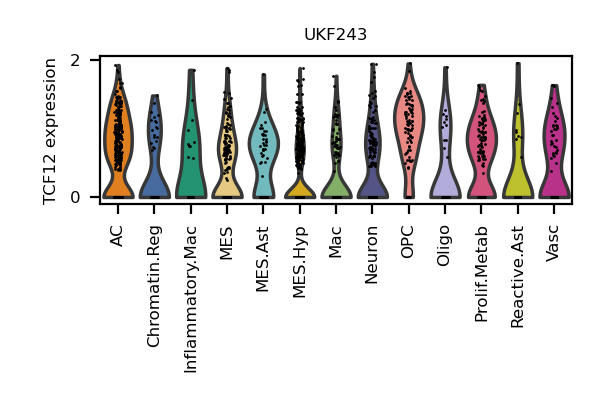 UKF243
TCF12 expression
2
0
AC
Chromatin.Reg
Inflammatory.Mac
MES
MES.Ast
MES.Hyp
Mac
Neuron
OPC
Oligo
Prolif.Metab
Reactive.Ast
Vasc